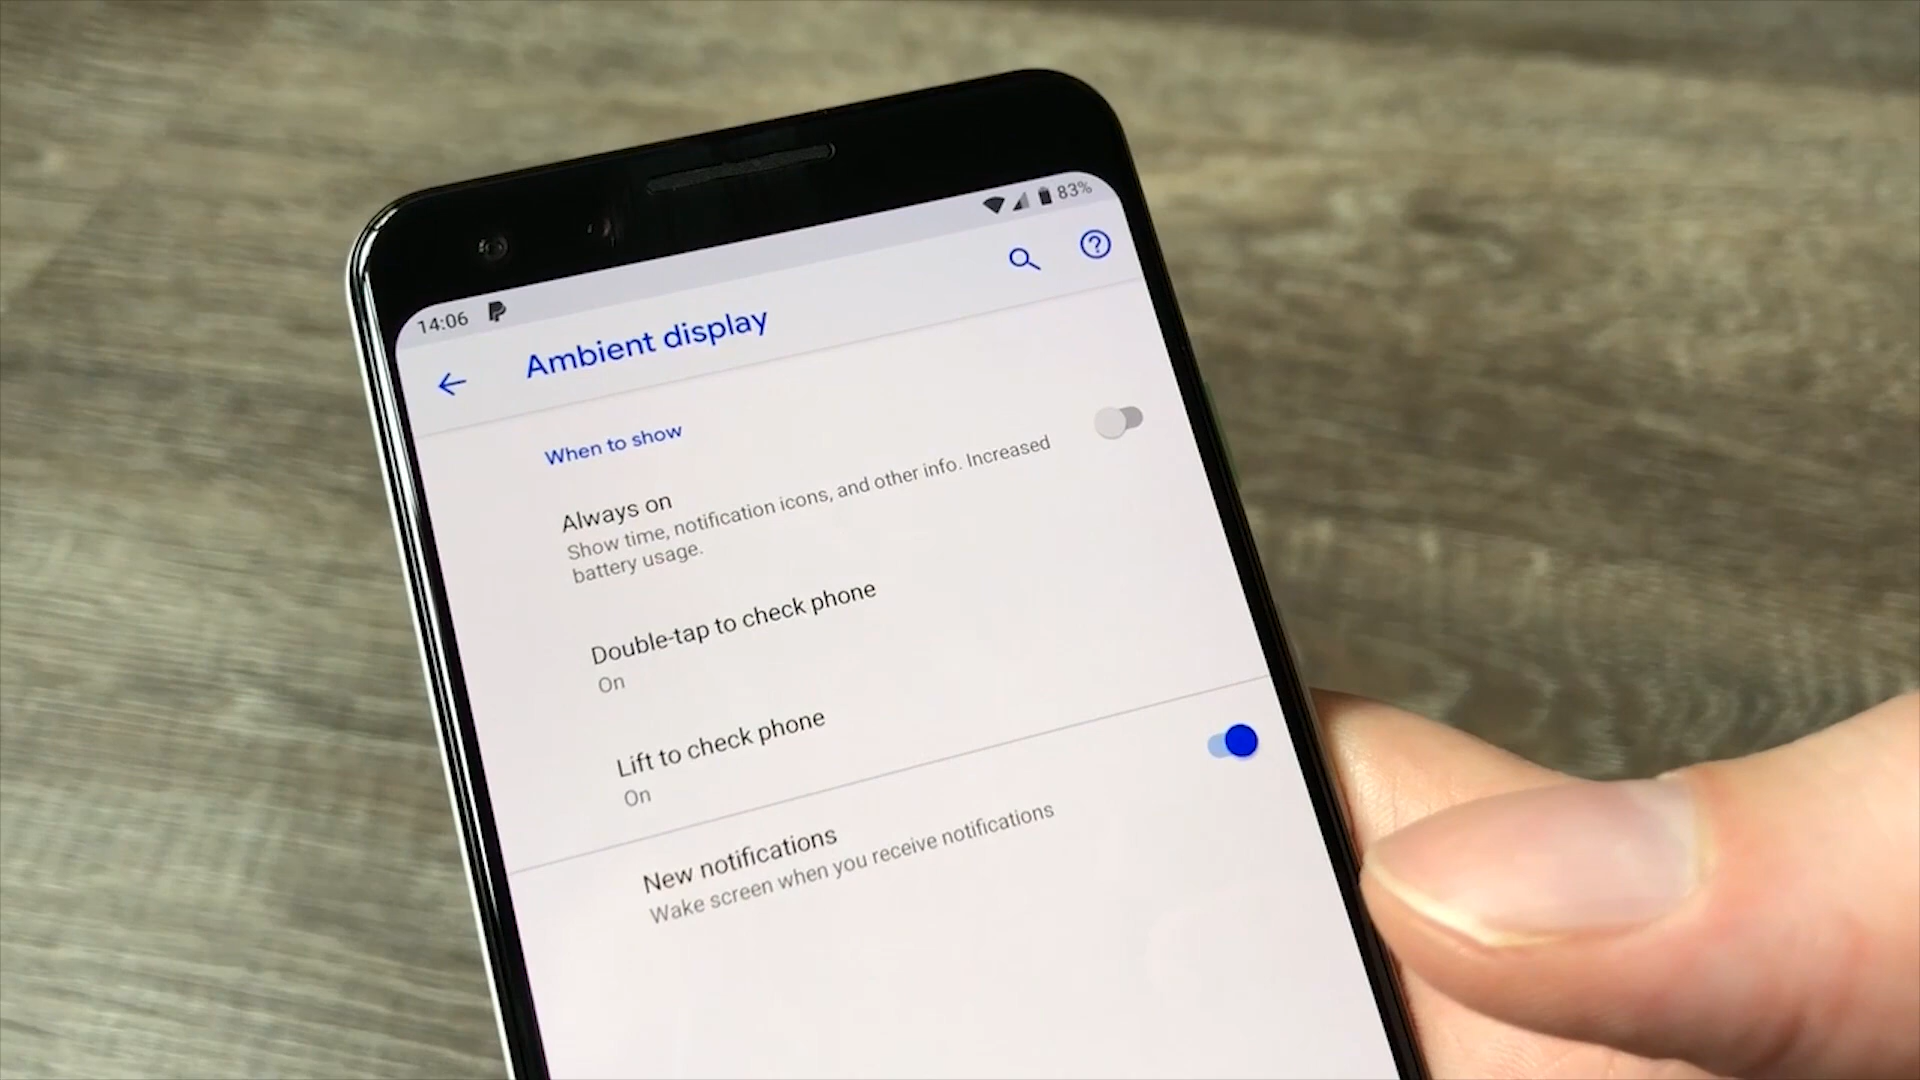 14:06 83%
Ambient display
When to show
Always on
Show time, notification icons, and other info. Increased
battery usage.
Double-tap to check phone
On
Lift to check phone
On
New notifications
Wake screen when you receive notifications